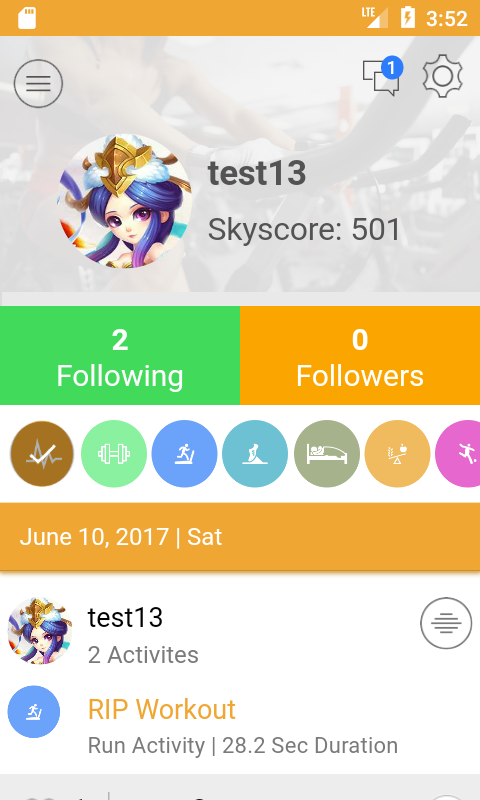 LTE 3:52
1
test13
Skyscore: 501
2
Following
0
Followers
June 10, 2017 | Sat
test13
2 Activites
RIP Workout
Run Activity | 28.2 Sec Duration